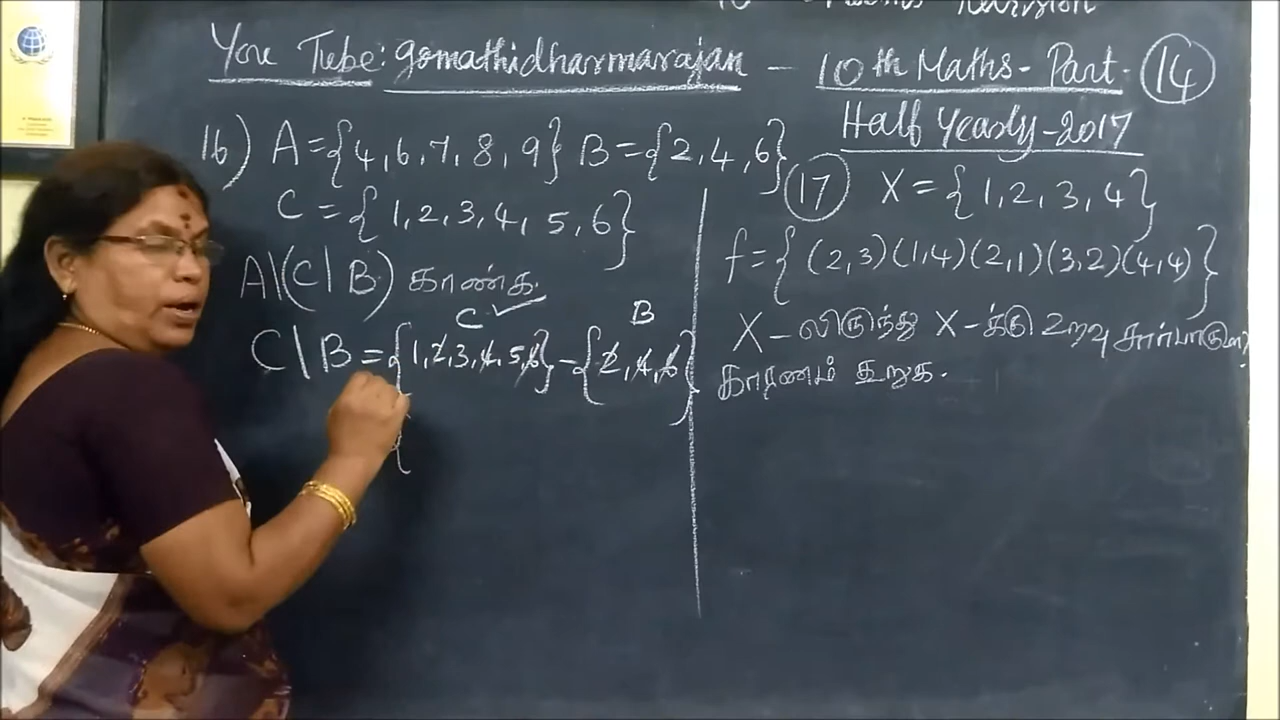 You Tube: gomathidharmarajan - 10th Maths - Part - 14
Half Yearly - 2017
16) A={4,6,7,8,9} B={2,4,6}
C={1,2,3,4,5,6}
A\(C\B) காண்க.
C B
C\B={1,2,3,4,5,6}-{2,4,6}
{
17 X={1,2,3,4}
f={(2,3)(1,4)(2,1)(3,2)(4,4)}
X-லிருந்து X-க்கு உறவு சார்பாகுமா?
காரணம் கூறுக.